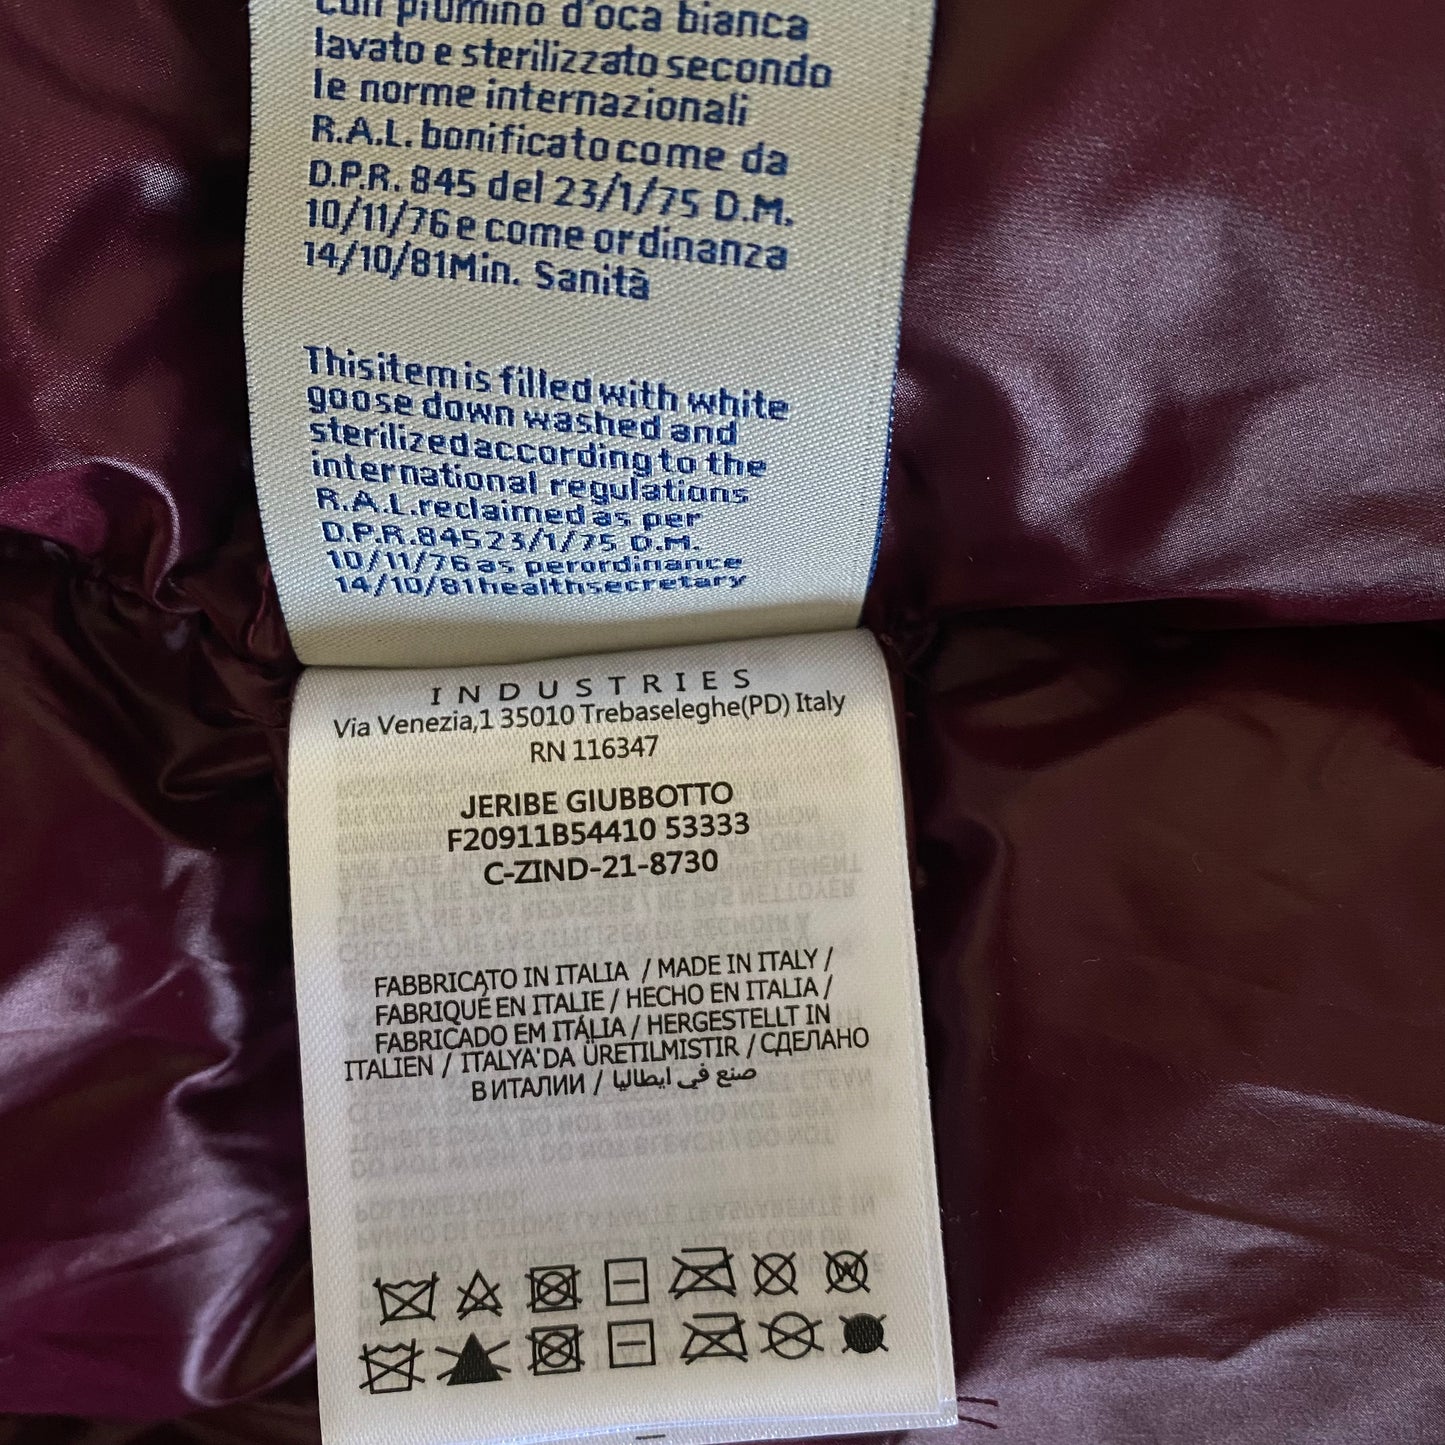 con piumino d'oca bianca
lavato e sterilizzato secondo
le norme internazionali
R.A.L. bonificato come da
D.P.R. 845 del 23/1/75 D.M.
10/11/76 e come ordinanza
14/10/81 Min. Sanità
This item is filled with white
goose down washed and
sterilized according to the
international regulations
R.A.L. reclaimed as per
D.P.R. 845 23/1/75 D.M.
10/11/76 as per ordinance
14/10/81 health secretary
INDUSTRIES
Via Venezia,1 35010 Trebaseleghe(PD) Italy
RN 116347
JERIBE GIUBBOTTO
F20911B54410 53333
C-ZIND-21-8730
FABBRICATO IN ITALIA / MADE IN ITALY /
FABRIQUÉ EN ITALIE / HECHO EN ITALIA /
FABRICADO EM ITÁLIA / HERGESTELLT IN
ITALIEN / ITALYA'DA ÜRETILMISTIR / СДЕЛАНО
В ИТАЛИИ / صنع في ايطاليا